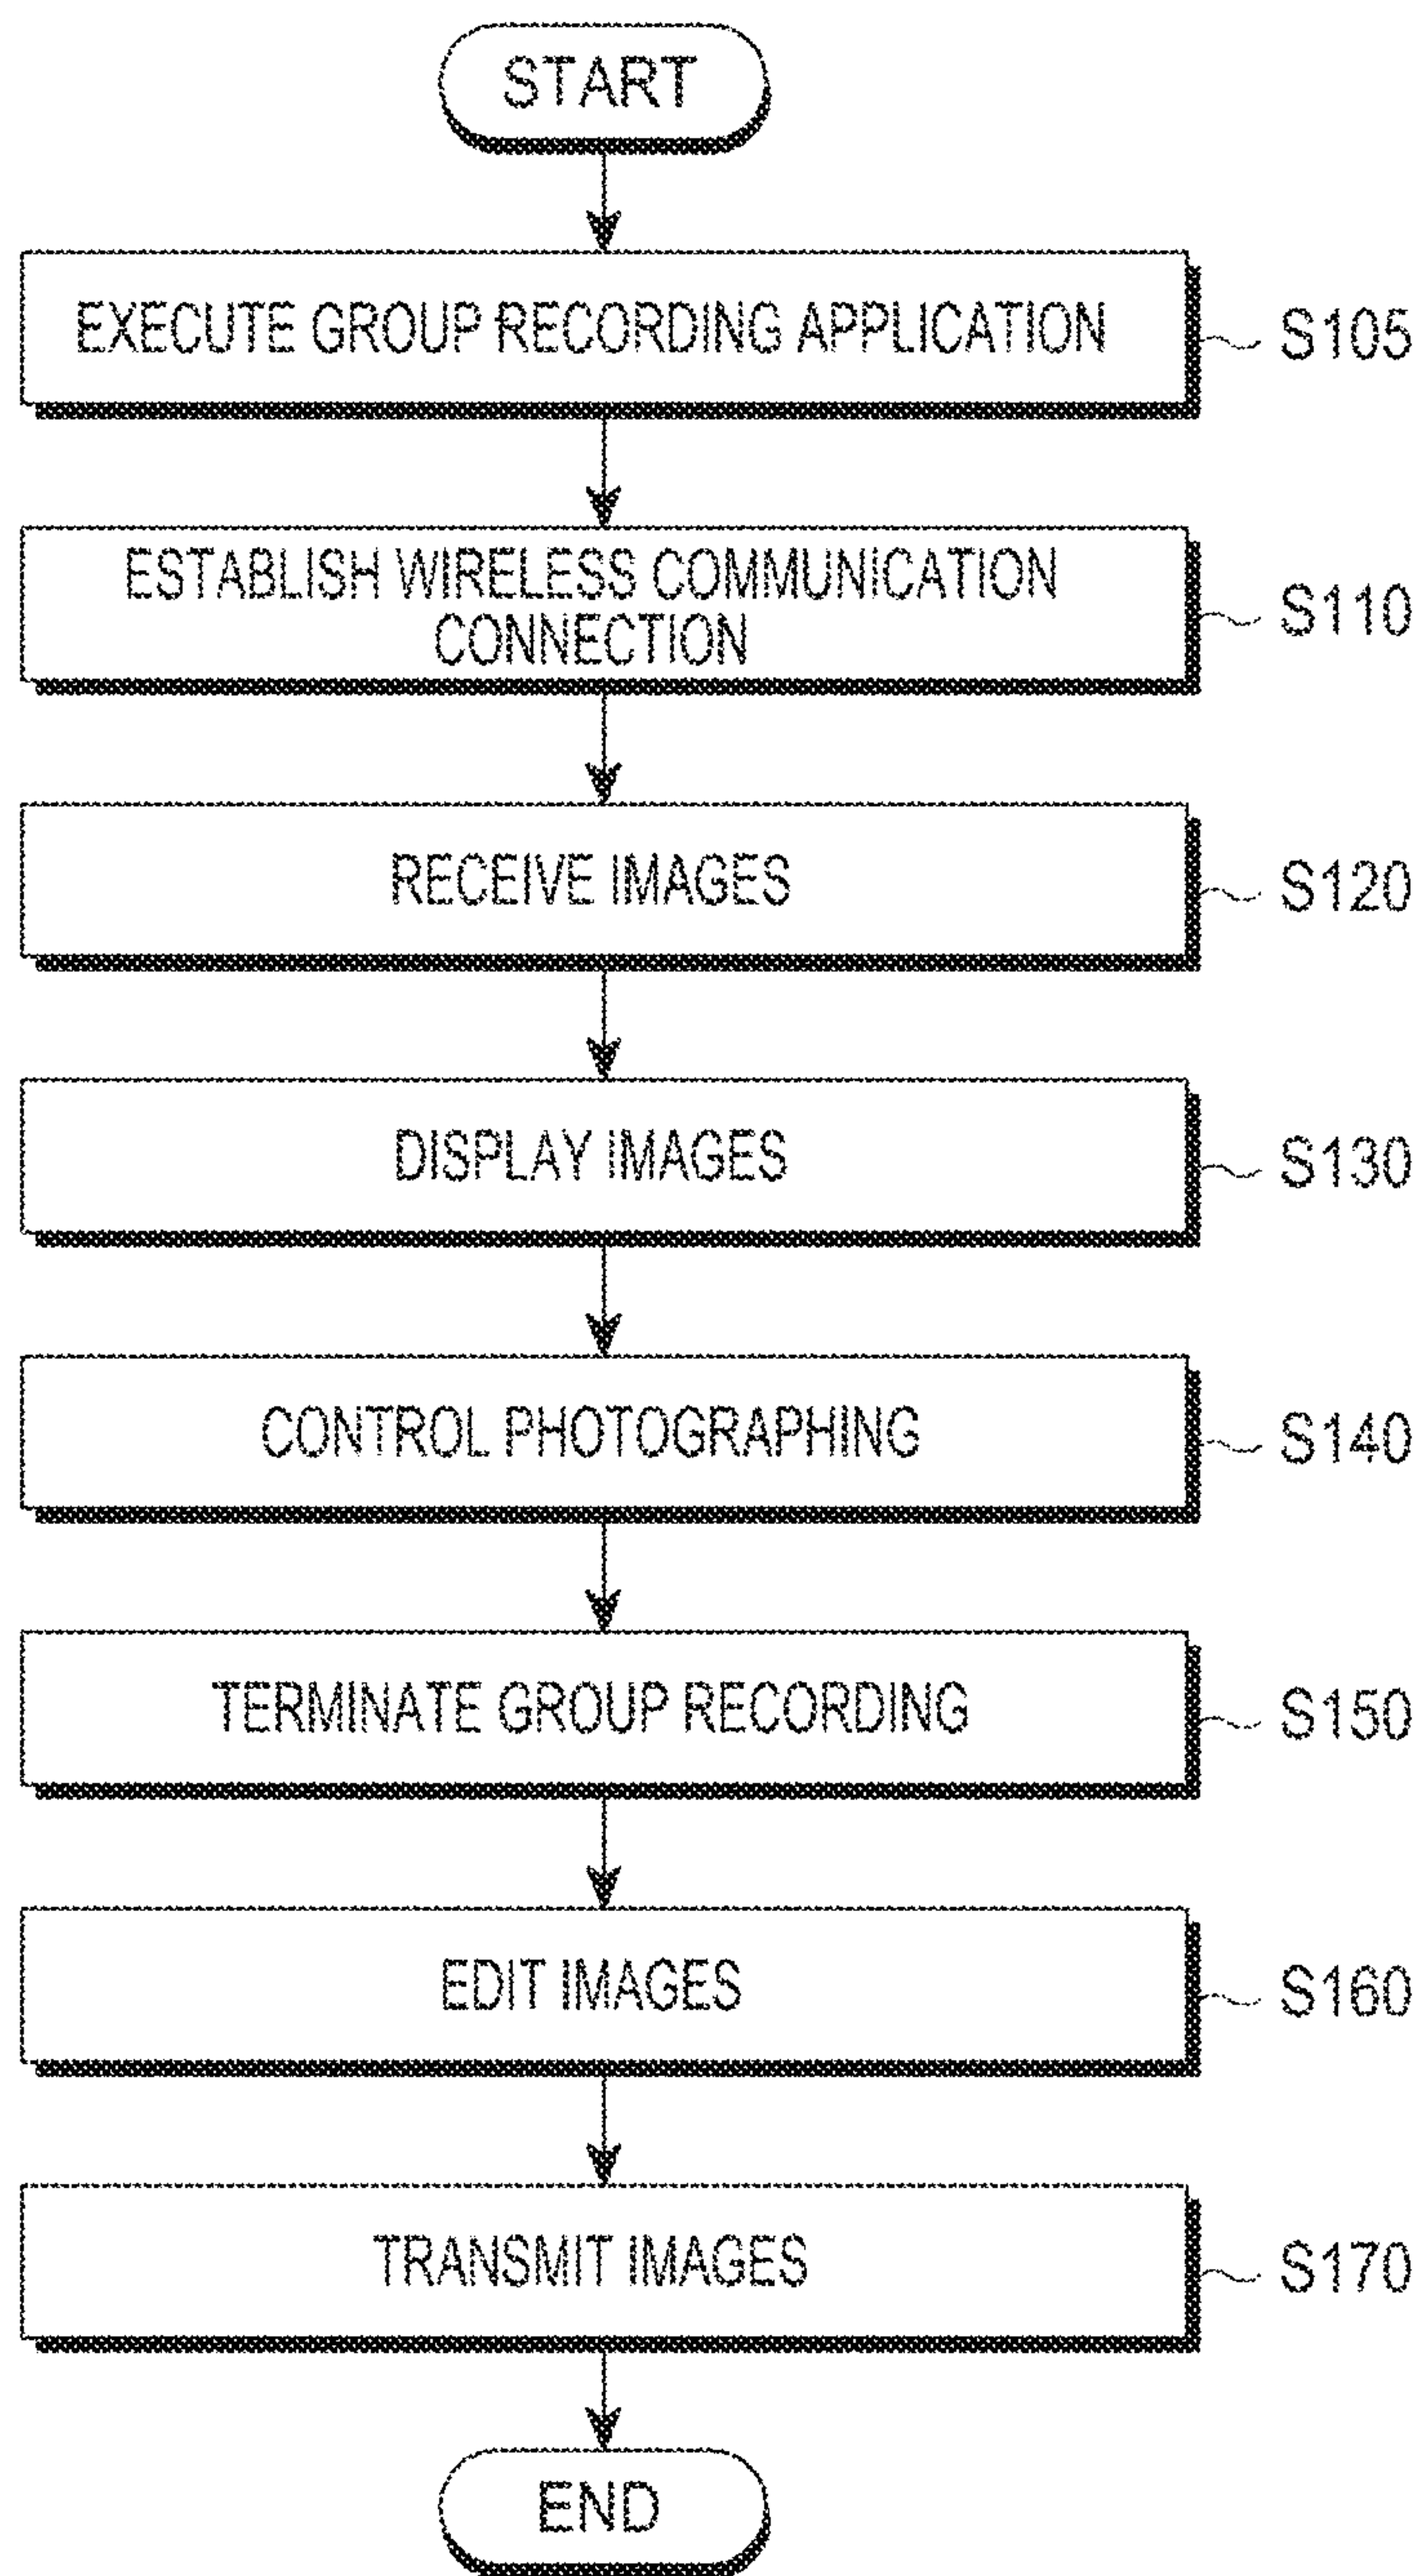 START
EXECUTE GROUP RECORDING APPLICATION
S105
ESTABLISH WIRELESS COMMUNICATION
CONNECTION
S110
RECEIVE IMAGES
S120
DISPLAY IMAGES
S130
CONTROL PHOTOGRAPHING
S140
TERMINATE GROUP RECORDING
S150
EDIT IMAGES
S160
TRANSMIT IMAGES
S170
END